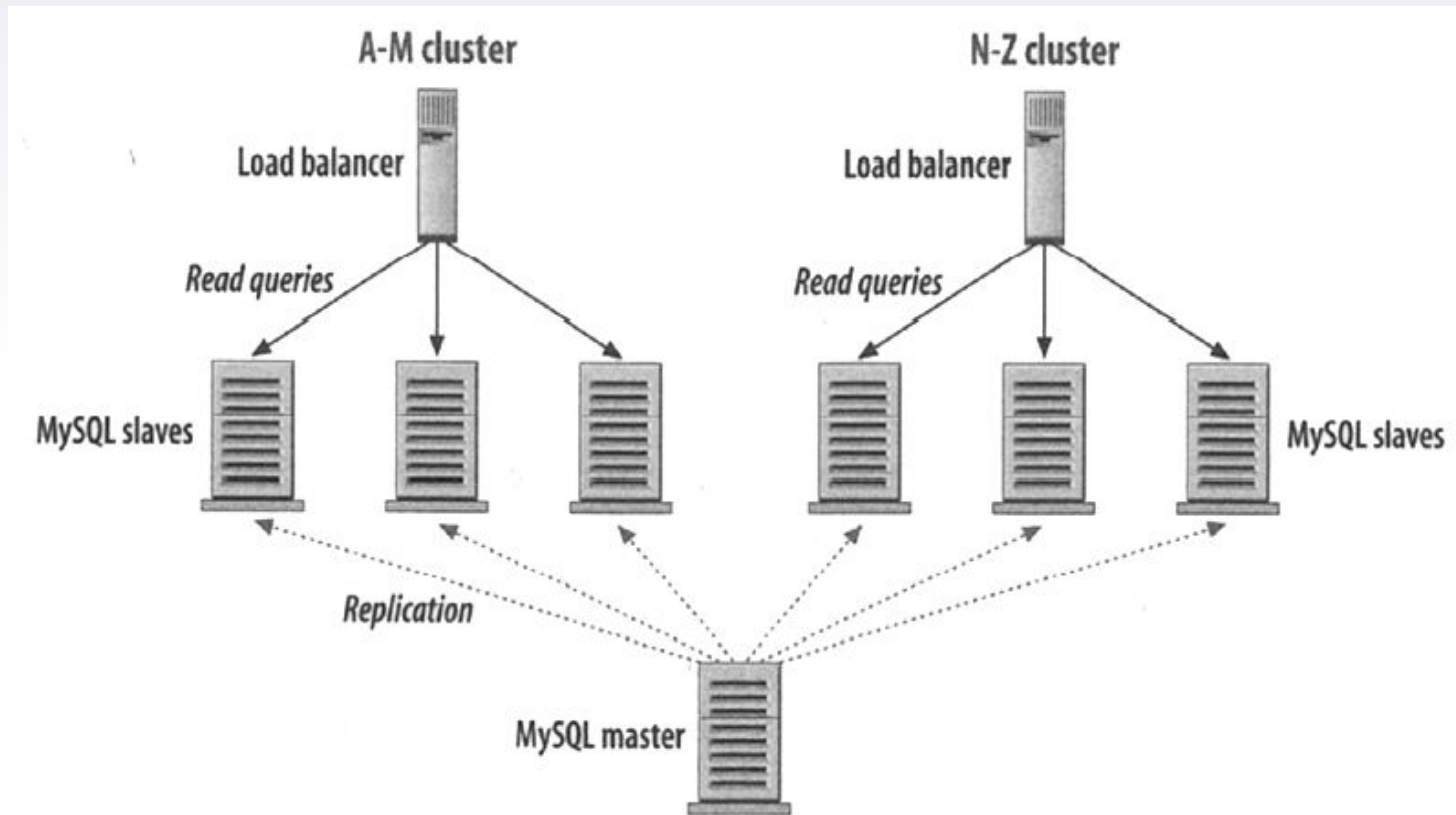 A-M cluster
N-Z cluster
Load balancer
Load balancer
Read queries
Read queries
MySQL slaves
MySQL slaves
Replication
MySQL master